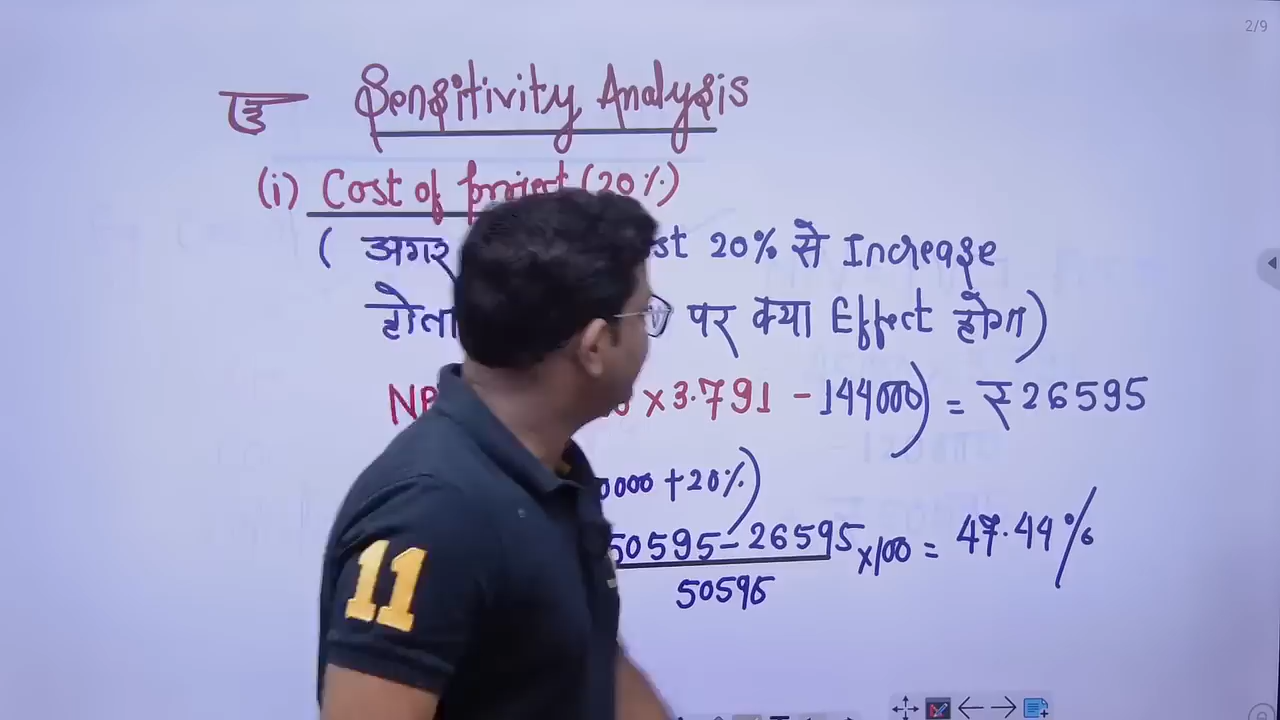 2/9
Sensitivity Analysis
(i) Cost of project (20%)
( अगर st 20% से Increase
होता पर क्या Effect होगा)
NP x 3.791 - 144000) = ₹26595
0000 + 20%)
50595 - 26595 x100 = 47.44%
50595
11